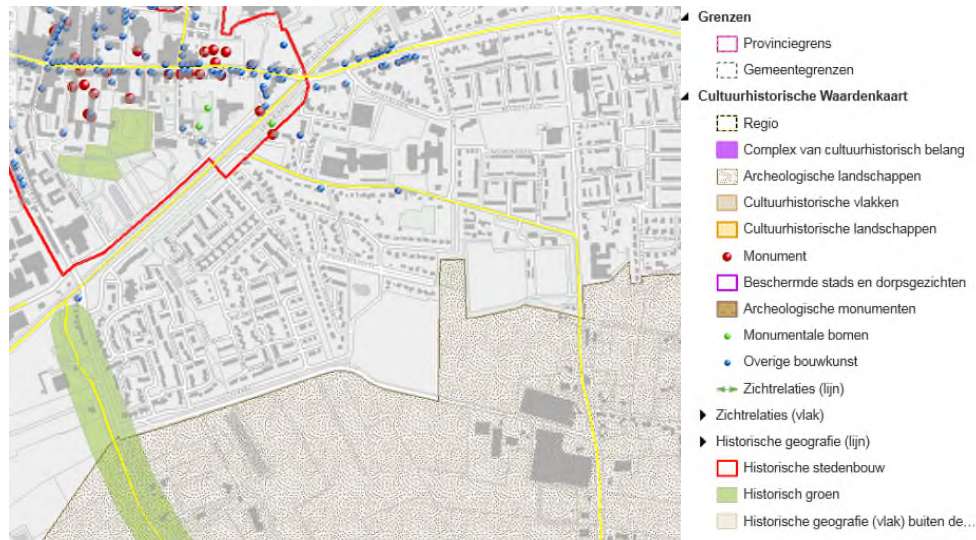 Grenzen
Provinciegrens
Gemeentegrenzen
Cultuurhistorische Waardenkaart
Regio
Complex van cultuurhistorisch belang
Archeologische landschappen
Cultuurhistorische vlakken
Cultuurhistorische landschappen
Monument
Beschermde stads en dorpsgezichten
Archeologische monumenten
Monumentale bomen
Overige bouwkunst
Zichtrelaties (lijn)
Zichtrelaties (vlak)
Historische geografie (lijn)
Historische stedenbouw
Historisch groen
Historische geografie (vlak) buiten de...